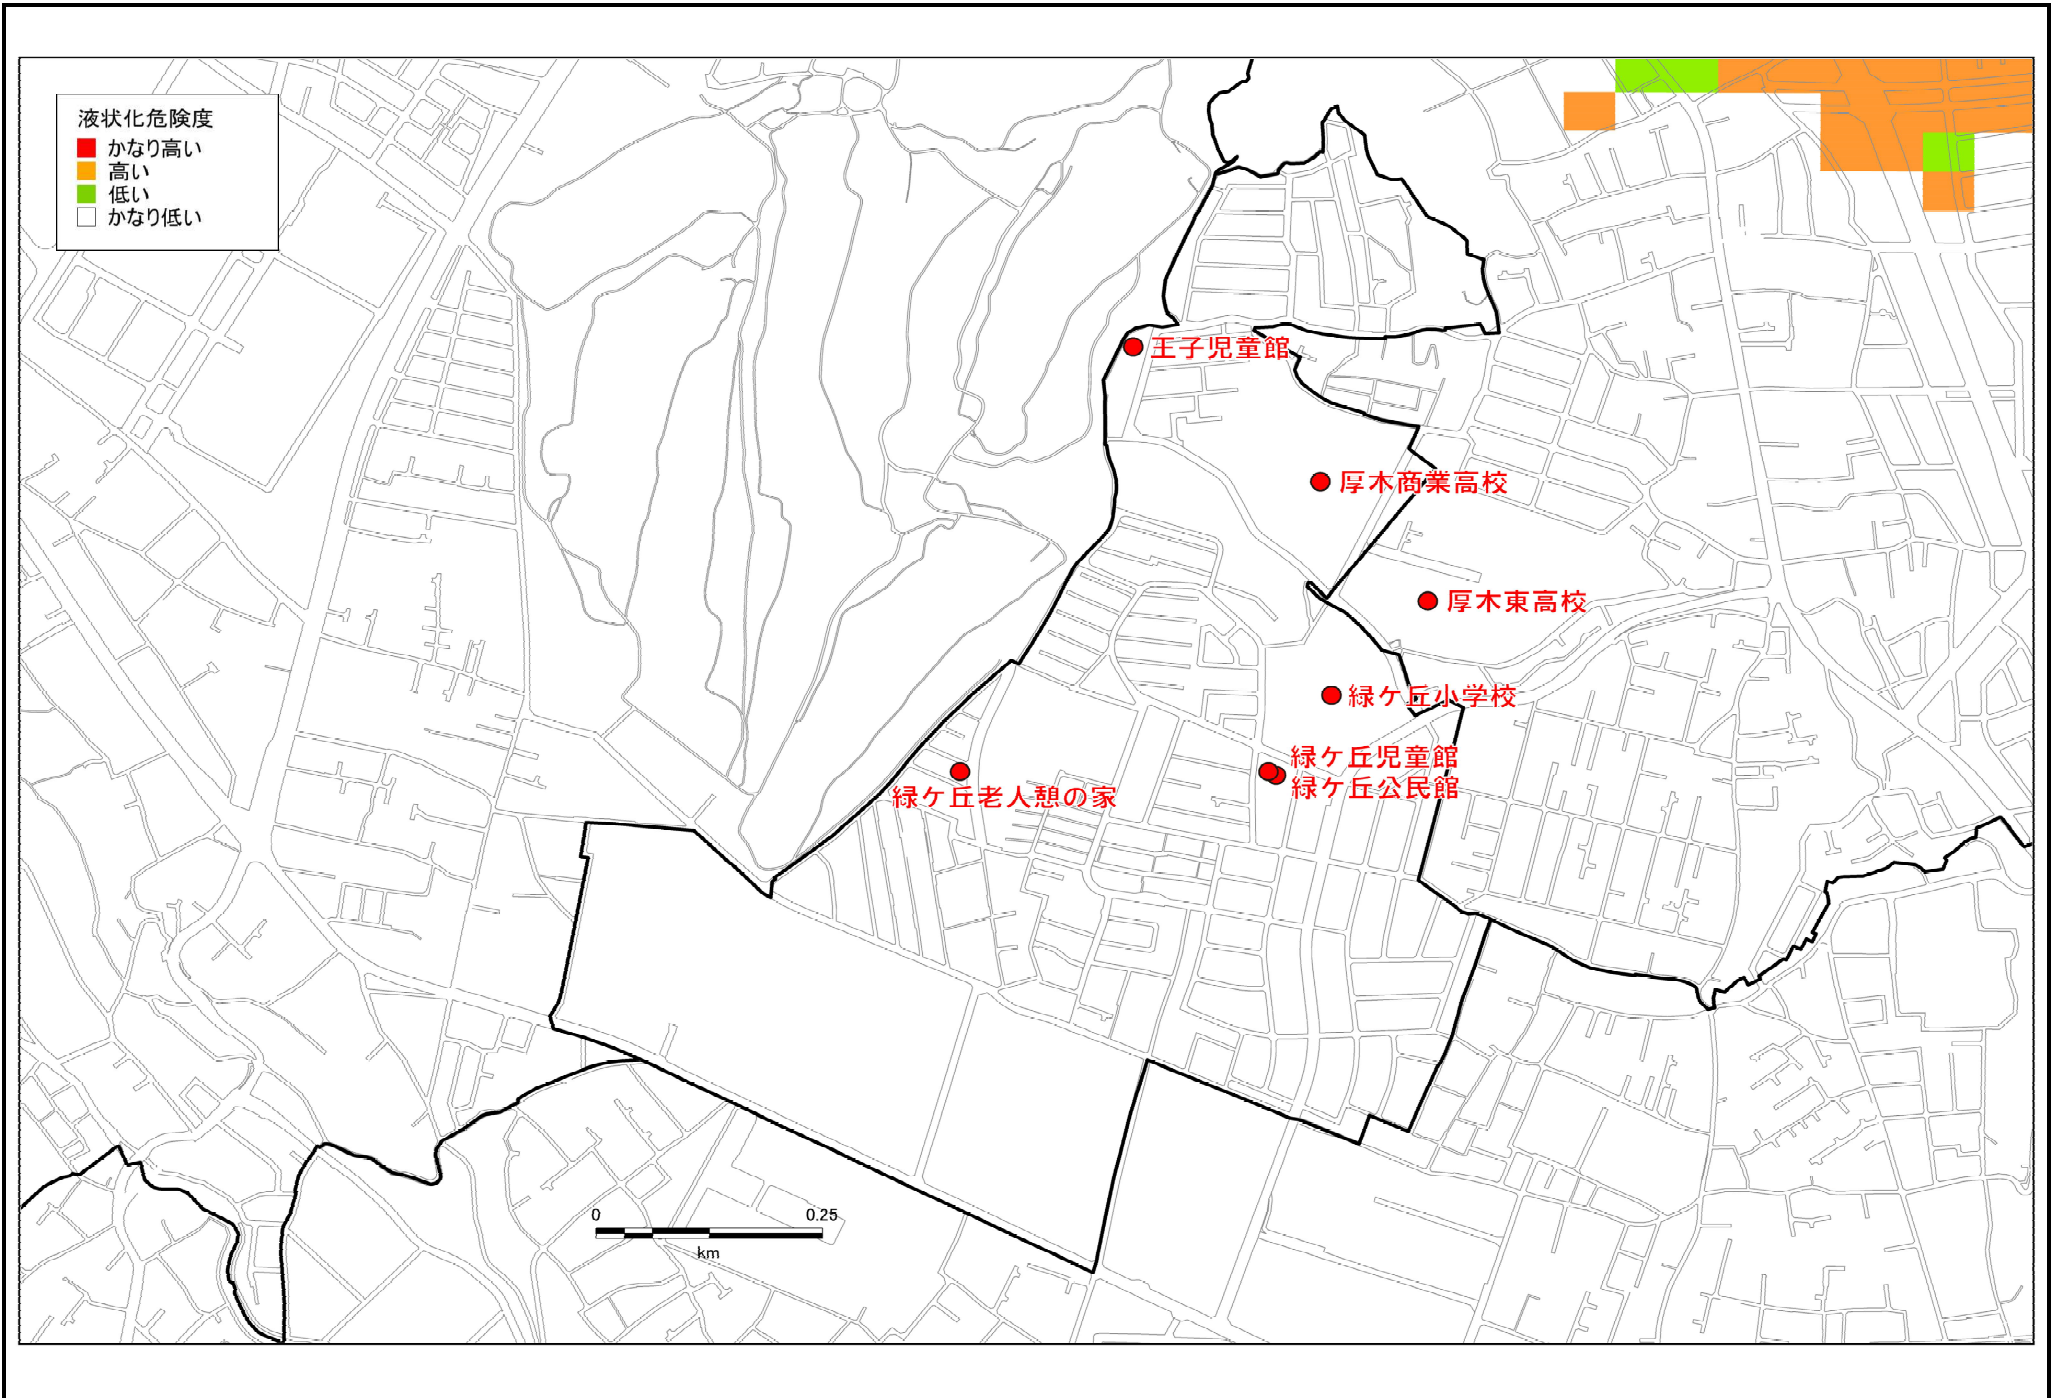 液状化危険度
かなり高い
高い
低い
かなり低い
王子児童館
厚木商業高校
厚木東高校
緑ケ丘小学校
緑ケ丘児童館
緑ケ丘公民館
緑ケ丘老人憩の家
0 0.25
km